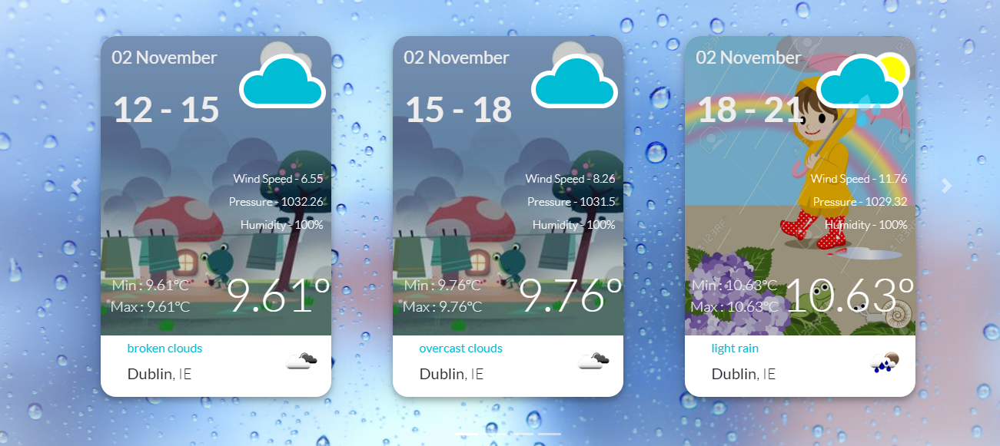 02 November
12 - 15
Wind Speed - 6.55
Pressure - 1032.26
Humidity - 100%
Min : 9.61°C
Max : 9.61°C
9.61°
broken clouds
Dublin, IE
02 November
15 - 18
Wind Speed - 8.26
Pressure - 1031.5
Humidity - 100%
Min : 9.76°C
Max : 9.76°C
9.76°
overcast clouds
Dublin, IE
02 November
18 - 21
Wind Speed - 11.76
Pressure - 1029.32
Humidity - 100%
Min : 10.63°C
Max : 10.63°C
10.63°
light rain
Dublin, IE